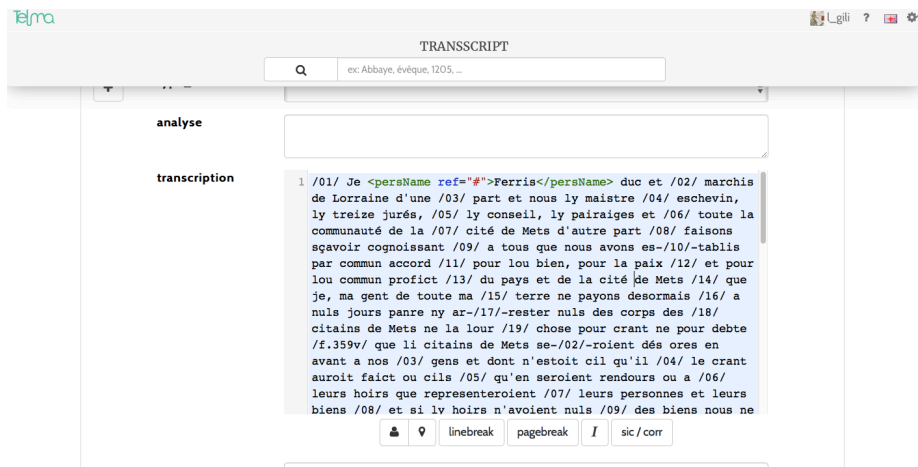 Telma
l_gili ?
TRANSSCRIPT
ex: Abbaye, évêque, 1205, ...
analyse
transcription
1 /01/ Je <persName ref="#">Ferris</persName> duc et /02/ marchis
de Lorraine d'une /03/ part et nous ly maistre /04/ eschevin,
ly treize jurés, /05/ ly conseil, ly pairaiges et /06/ toute la
communauté de la /07/ cité de Mets d'autre part /08/ faisons
sçavoir cognoissant /09/ a tous que nous avons es-/10/-tablis
par commun accord /11/ pour lou bien, pour la paix /12/ et pour
lou commun profict /13/ du pays et de la cité de Mets /14/ que
je, ma gent de toute ma /15/ terre ne payons desormais /16/ a
nuls jours panre ny ar-/17/-rester nuls des corps des /18/
citains de Mets ne la lour /19/ chose pour crant ne pour debte
/f.359v/ que li citains de Mets se-/02/-roient dés ores en
avant a nos /03/ gens et dont n'estoit cil qu'il /04/ le crant
auroit faict ou cils /05/ qu'en seroient rendours ou a /06/
leurs hoirs que representeroient /07/ leurs personnes et leurs
biens /08/ et si ly hoirs n'avoient nuls /09/ des biens nous ne
linebreak pagebreak I sic / corr